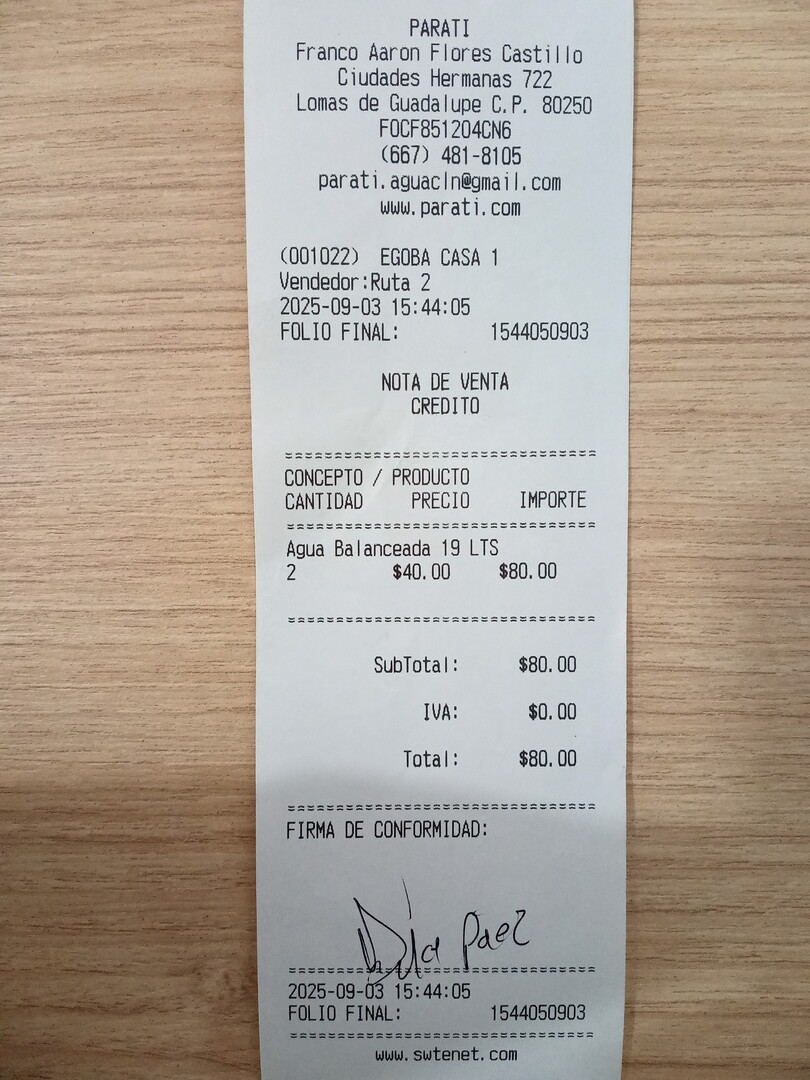 PARATI
Franco Aaron Flores Castillo
Ciudades Hermanas 722
Lomas de Guadalupe C.P. 80250
FOCF851204CN6
(667) 481-8105
parati.aguacln@gmail.com
www.parati.com
(001022) EGOBA CASA 1
Vendedor:Ruta 2
2025-09-03 15:44:05
FOLIO FINAL: 1544050903
NOTA DE VENTA
CREDITO
CONCEPTO / PRODUCTO
CANTIDAD PRECIO IMPORTE
Agua Balanceada 19 LTS
2 $40.00 $80.00
SubTotal: $80.00
IVA: $0.00
Total: $80.00
FIRMA DE CONFORMIDAD:
Paez
2025-09-03 15:44:05
FOLIO FINAL: 1544050903
www.swtenet.com